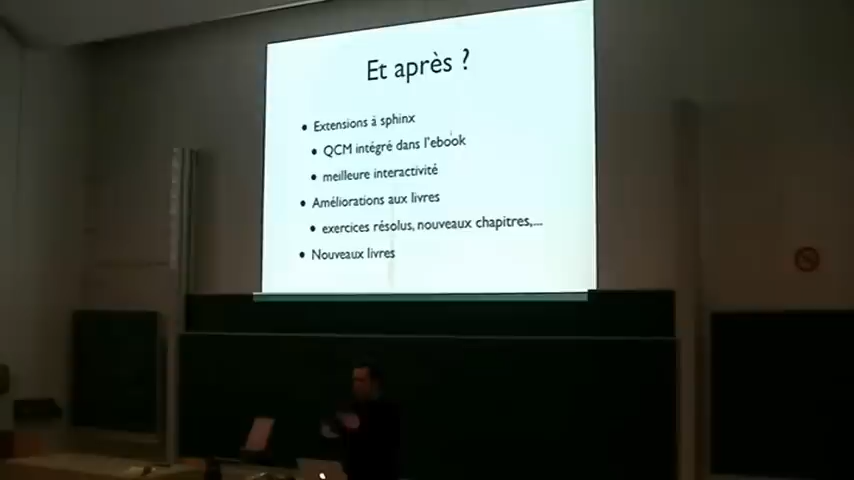 Et après ?
• Extensions à sphinx
• QCM intégré dans l'ebook
• meilleure interactivité
• Améliorations aux livres
• exercices résolus, nouveaux chapitres,...
• Nouveaux livres